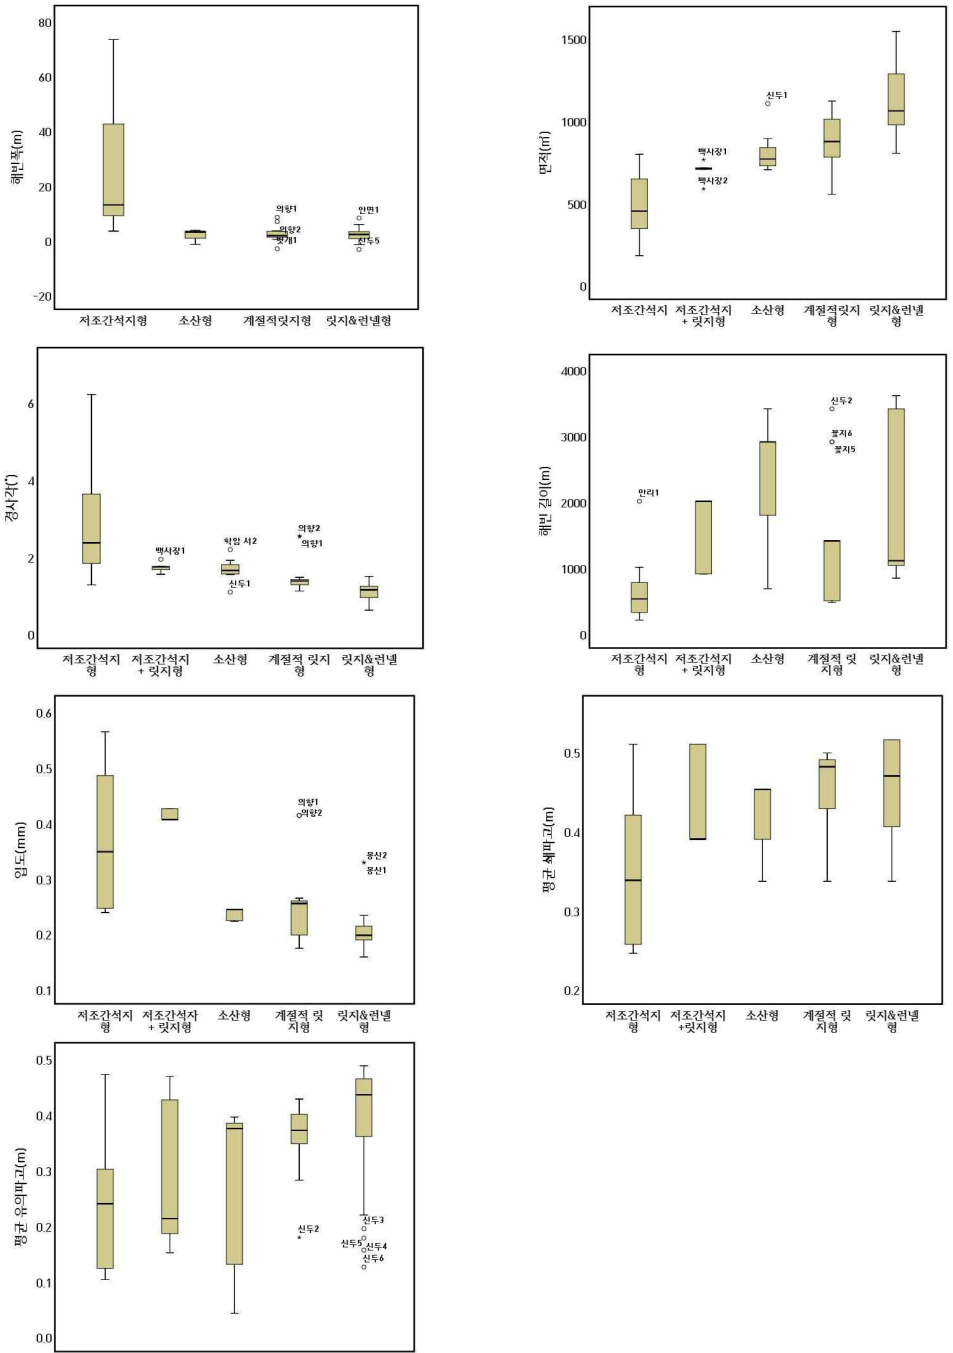 해빈폭(m)
80
60
40
20
0
-20
의항1
의항2
벗개1
안면1
신두5
저조간석지형
소산형
계절적릿지형
릿지&런넬형
면적(㎡)
1500
1000
500
0
백사장1
백사장2
신두1
저조간석지
저조간석지
+ 릿지형
소산형
계절적릿지
형
릿지&런넬
형
경사각(°)
6
4
2
0
백사장1
학암 서2
신두1
의항2
의항1
저조간석지
형
저조간석지
+ 릿지형
소산형
계절적 릿지
형
릿지&런넬
형
해빈 길이(m)
4000
3000
2000
1000
0
만리1
신두2
꽃지6
꽃지5
저조간석지
형
저조간석지
+ 릿지형
소산형
계절적 릿
지형
릿지&런넬
형
입도(mm)
0.6
0.5
0.4
0.3
0.2
0.1
의항1
의항2
몽산2
몽산1
저조간석지
형
저조간석자
+ 릿지형
소산형
계절적 릿
지형
릿지&런넬
형
평균 쇄파고(m)
0.5
0.4
0.3
0.2
저조간석지
형
저조간석지
+릿지형
소산형
계절적 릿
지형
릿지&런넬
형
평균 유의파고(m)
0.5
0.4
0.3
0.2
0.1
0.0
신두2
신두3
신두5
신두4
신두6